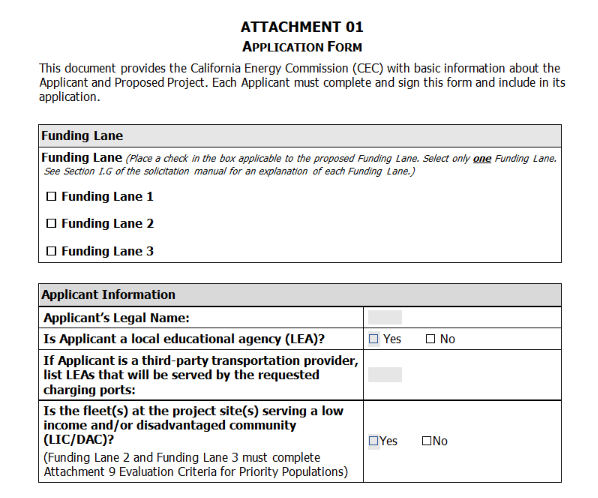 ATTACHMENT 01
APPLICATION FORM
This document provides the California Energy Commission (CEC) with basic information about the
Applicant and Proposed Project. Each Applicant must complete and sign this form and include in its
application.
Funding Lane
Funding Lane (Place a check in the box applicable to the proposed Funding Lane. Select only one Funding Lane.
See Section I.G of the solicitation manual for an explanation of each Funding Lane.)
☐ Funding Lane 1
☐ Funding Lane 2
☐ Funding Lane 3
Applicant Information
Applicant's Legal Name:
Is Applicant a local educational agency (LEA)? ☐ Yes ☐ No
If Applicant is a third-party transportation provider,
list LEAs that will be served by the requested
charging ports:
Is the fleet(s) at the project site(s) serving a low
income and/or disadvantaged community
(LIC/DAC)? ☐Yes ☐No
(Funding Lane 2 and Funding Lane 3 must complete
Attachment 9 Evaluation Criteria for Priority Populations)